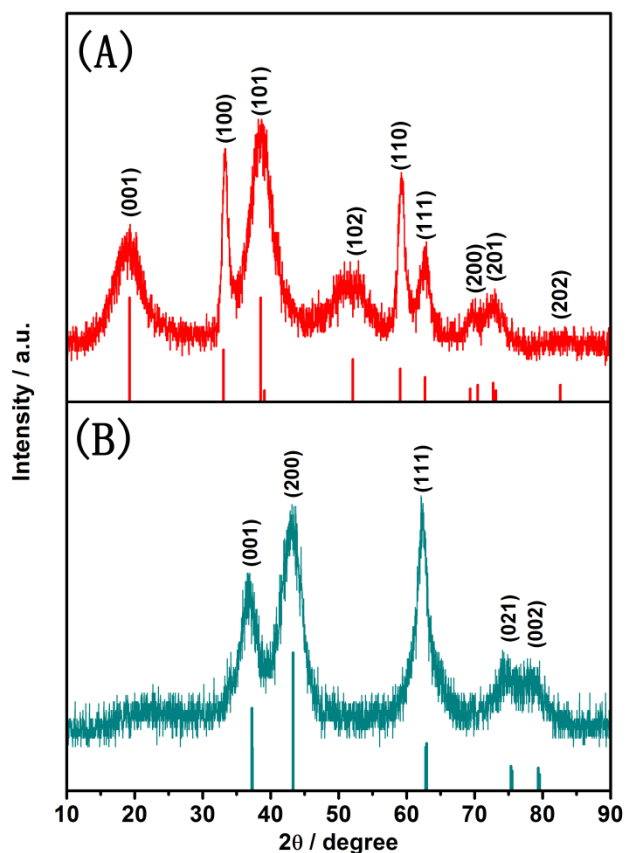 (A)
(001)
(100)
(101)
(102)
(110)
(111)
(200)
(201)
(202)
(B)
(001)
(200)
(111)
(021)
(002)
Intensity / a.u.
10 20 30 40 50 60 70 80 90
2θ / degree